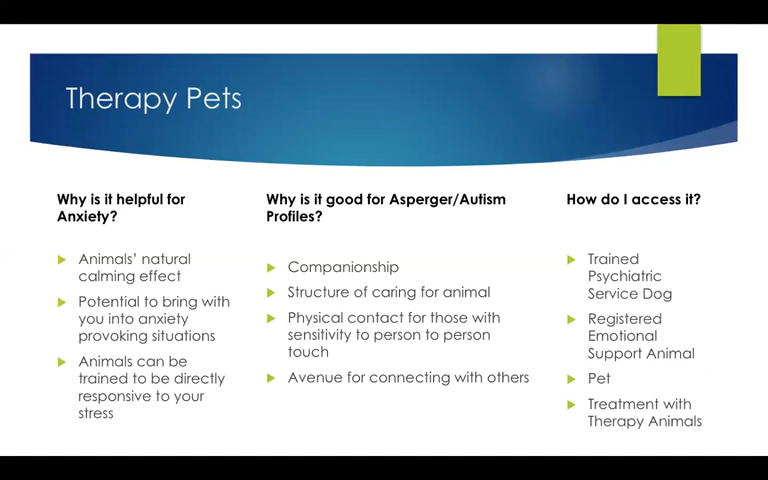 Therapy Pets
Why is it helpful for
Anxiety?
Animals' natural
calming effect
Potential to bring with
you into anxiety
provoking situations
Animals can be
trained to be directly
responsive to your
stress
Why is it good for Asperger/Autism
Profiles?
Companionship
Structure of caring for animal
Physical contact for those with
sensitivity to person to person
touch
Avenue for connecting with others
How do I access it?
Trained
Psychiatric
Service Dog
Registered
Emotional
Support Animal
Pet
Treatment with
Therapy Animals